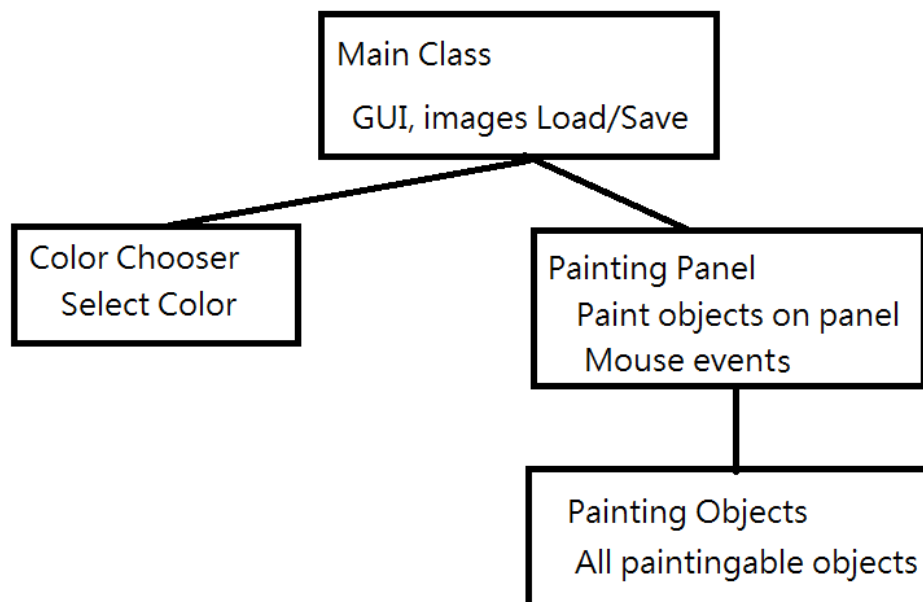 Main Class
GUI, images Load/Save
Color Chooser
Select Color
Painting Panel
Paint objects on panel
Mouse events
Painting Objects
All paintingable objects